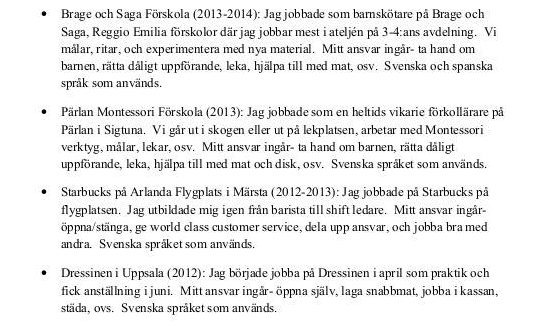 • Brage och Saga Förskola (2013-2014): Jag jobbade som barnskötare på Brage och
Saga, Reggio Emilia förskolor där jag jobbar mest i ateljén på 3-4:ans avdelning. Vi
målar, ritar, och experimentera med nya material. Mitt ansvar ingår- ta hand om
barnen, rätta dåligt uppförande, leka, hjälpa till med mat, osv. Svenska och spanska
språk som används.
• Pärlan Montessori Förskola (2013): Jag jobbade som en heltids vikarie förkollärare på
Pärlan i Sigtuna. Vi går ut i skogen eller ut på lekplatsen, arbetar med Montessori
verktyg, målar, lekar, osv. Mitt ansvar ingår- ta hand om barnen, rätta dåligt
uppförande, leka, hjälpa till med mat och disk, osv. Svenska språket som används.
• Starbucks på Arlanda Flygplats i Märsta (2012-2013): Jag jobbade på Starbucks på
flygplatsen. Jag utbildade mig igen från barista till shift ledare. Mitt ansvar ingår-
öppna/stänga, ge world class customer service, dela upp ansvar, och jobba bra med
andra. Svenska språket som används.
• Dressinen i Uppsala (2012): Jag började jobba på Dressinen i april som praktik och
fick anställning i juni. Mitt ansvar ingår- öppna själv, laga snabbmat, jobba i kassan,
städa, ovs. Svenska språket som används.